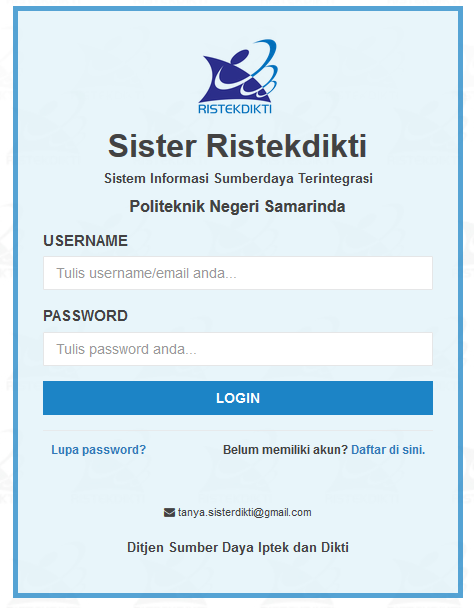 RISTEKDIKTI
Sister Ristekdikti
Sistem Informasi Sumberdaya Terintegrasi
Politeknik Negeri Samarinda
USERNAME
Tulis username/email anda...
PASSWORD
Tulis password anda...
LOGIN
Lupa password? Belum memiliki akun? Daftar di sini.
tanya.sisterdikti@gmail.com
Ditjen Sumber Daya Iptek dan Dikti